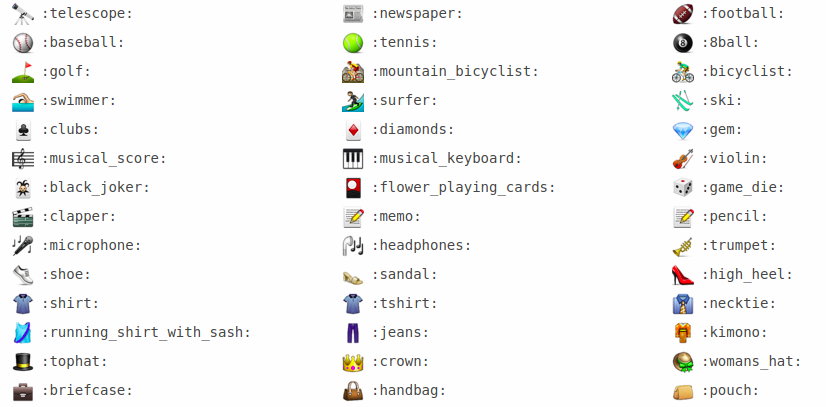 :telescope: :newspaper: :football:
:baseball: :tennis: :8ball:
:golf: :mountain_bicyclist: :bicyclist:
:swimmer: :surfer: :ski:
:clubs: :diamonds: :gem:
:musical_score: :musical_keyboard: :violin:
:black_joker: :flower_playing_cards: :game_die:
:clapper: :memo: :pencil:
:microphone: :headphones: :trumpet:
:shoe: :sandal: :high_heel:
:shirt: :tshirt: :necktie:
:running_shirt_with_sash: :jeans: :kimono:
:tophat: :crown: :womans_hat:
:briefcase: :handbag: :pouch: